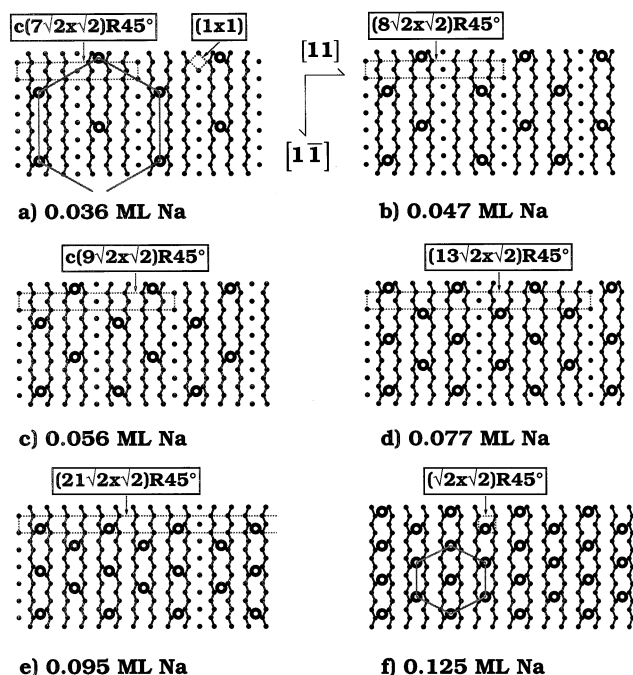 c(7√2x√2)R45°
(1x1)
[11]
[11̄]
(8√2x√2)R45°
a) 0.036 ML Na
b) 0.047 ML Na
c(9√2x√2)R45°
(13√2x√2)R45°
c) 0.056 ML Na
d) 0.077 ML Na
(21√2x√2)R45°
(√2x√2)R45°
e) 0.095 ML Na
f) 0.125 ML Na